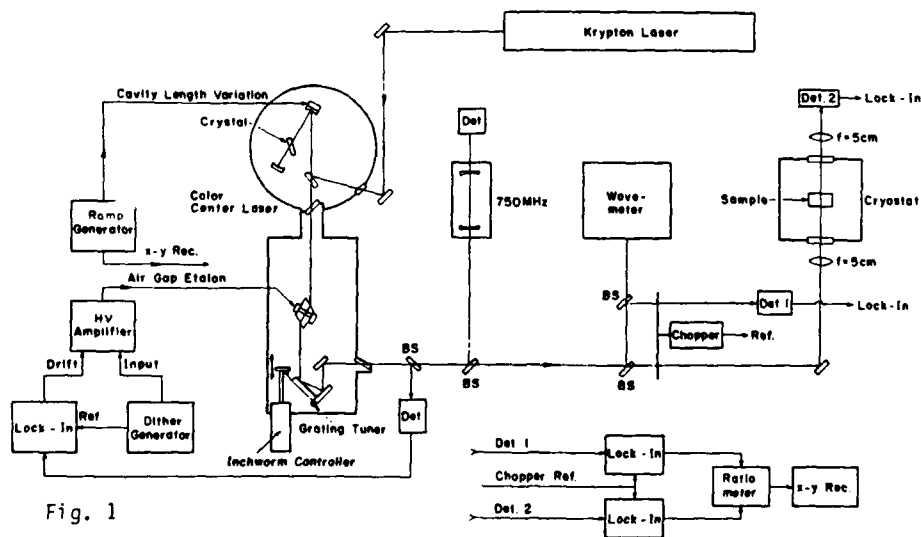 Krypton Laser
Cavity Length Variation
Crystal
Det. 2
Lock-In
f=5cm
Det
Color
Center Laser
750MHz
Wave-
meter
Sample
Cryostat
Ramp
Generator
x-y Rec.
f=5cm
Air Gap Etalon
HV
Amplifier
BS
Det 1
Lock-In
Chopper
Ref.
Drift
Input
BS
BS
BS
Lock-In
Ref
Dither
Generator
Det
Grating Tuner
Inchworm Controller
Det. 1
Lock-In
Chopper Ref.
Ratio
meter
x-y Rec.
Det. 2
Lock-In
Fig. 1